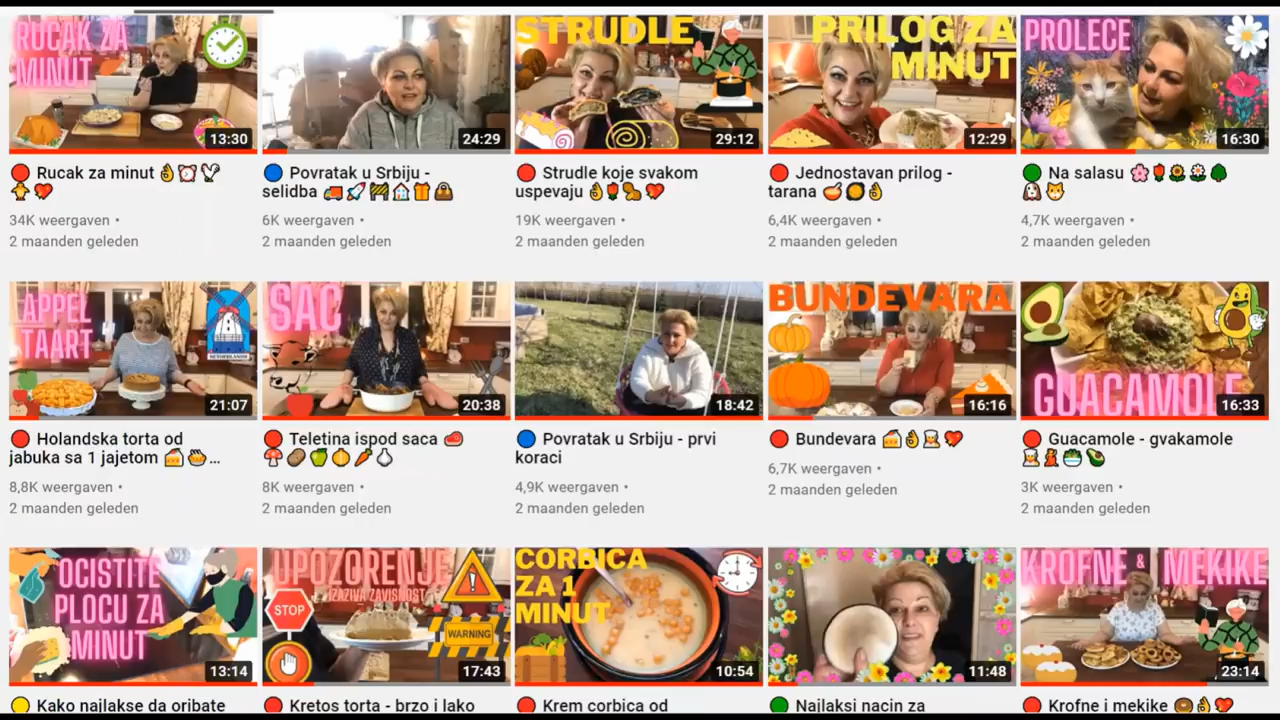 RUCAK ZA
MINUT
13:30
24:29
STRUDLE
29:12
PRILOG ZA
MINUT
12:29
PROLECE
16:30
Rucak za minut
Povratak u Srbiju -
selidba
Strudle koje svakom
uspevaju
Jednostavan prilog -
tarana
Na salasu
34K weergaven •
2 maanden geleden
6K weergaven •
2 maanden geleden
19K weergaven •
2 maanden geleden
6,4K weergaven •
2 maanden geleden
4,7K weergaven •
2 maanden geleden
APPEL
TAART
NETHERLANDS
21:07
SAC
20:38
18:42
BUNDEVARA
16:16
GUACAMOLE
16:33
Holandska torta od
jabuka sa 1 jajetom ...
Teletina ispod saca
Povratak u Srbiju - prvi
koraci
Bundevara
Guacamole - gvakamole
8,8K weergaven •
2 maanden geleden
8K weergaven •
2 maanden geleden
4,9K weergaven •
2 maanden geleden
6,7K weergaven •
2 maanden geleden
3K weergaven •
2 maanden geleden
OCISTITE
PLOCU ZA
MINUT
13:14
UPOZORENJE
IZAZIVA ZAVISNOST
STOP
WARNING
17:43
CORBICA
ZA 1
MINUT
10:54
11:48
KROFNE & MEKIKE
23:14
Kako najlakse da oribate
Kretos torta - brzo i lako
Krem corbica od
Najlaksi nacin za
Krofne i mekike